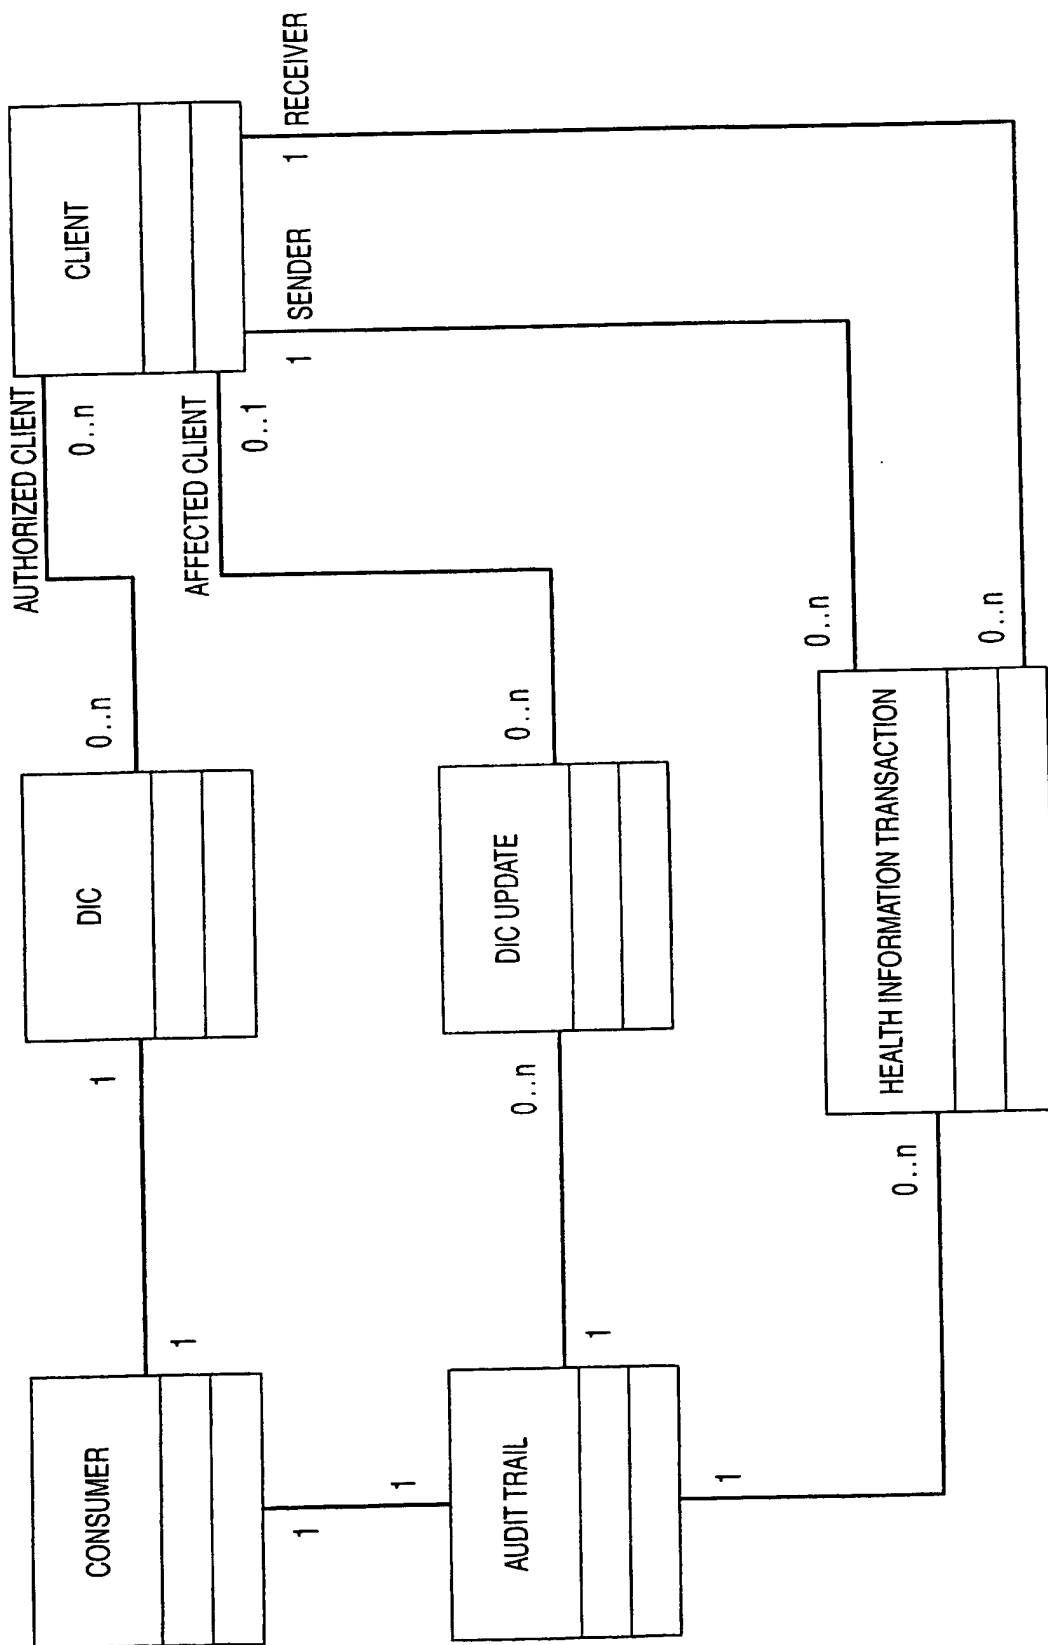 CONSUMER
1
1
DIC
0..n
AUTHORIZED CLIENT
0..n
CLIENT
1
1
AUDIT TRAIL
1
0..n
DIC UPDATE
0..n
AFFECTED CLIENT
0..1
1
SENDER
1
RECEIVER
1
0..n
HEALTH INFORMATION TRANSACTION
0..n
0..n